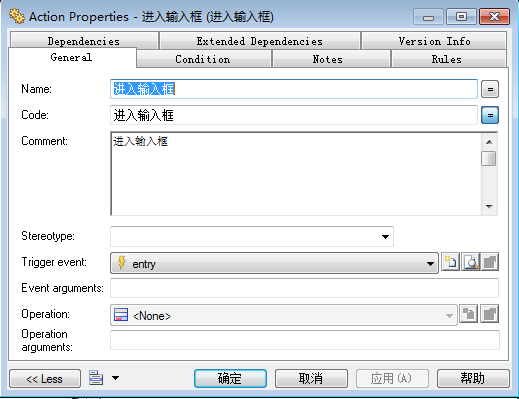 Action Properties - 进入输入框 (进入输入框)
Dependencies Extended Dependencies Version Info
General Condition Notes Rules
Name: 进入输入框 =
Code: 进入输入框 =
Comment: 进入输入框
Stereotype:
Trigger event: entry
Event arguments:
Operation: <None>
Operation
arguments:
<< Less 确定 取消 应用(A) 帮助